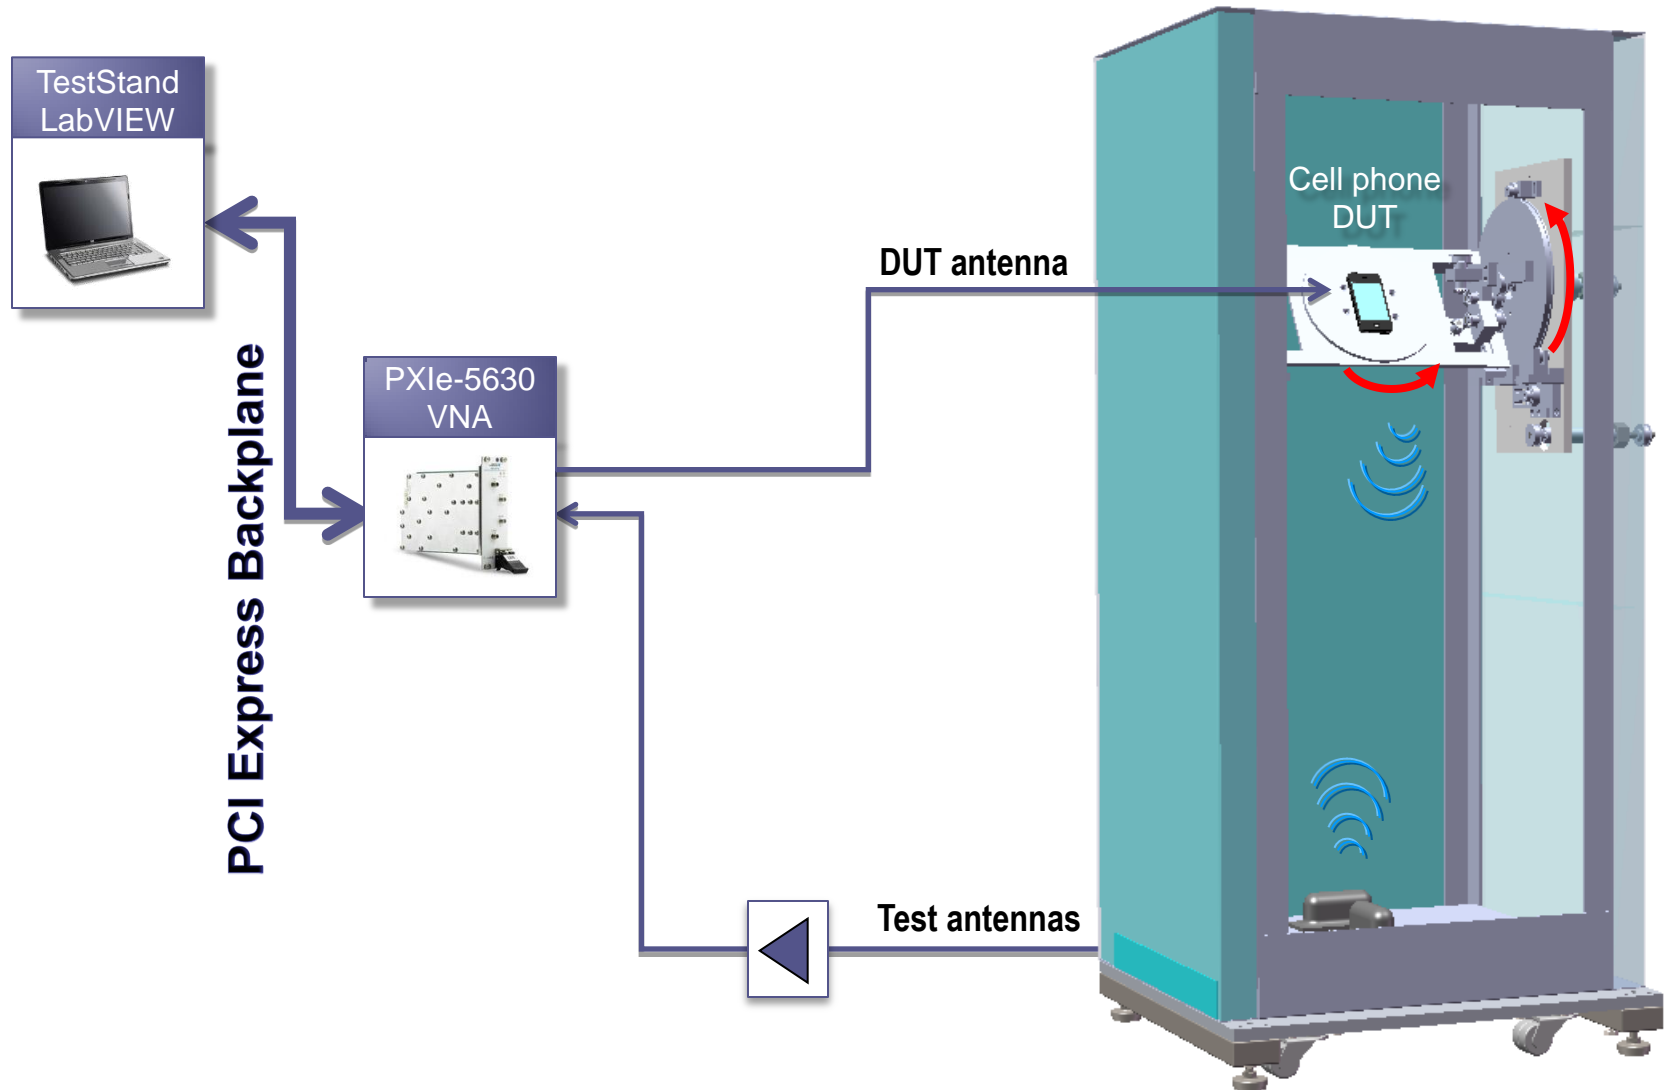 TestStand
LabVIEW
PCI Express Backplane
PXIe-5630
VNA
DUT antenna
Test antennas
Cell phone
DUT